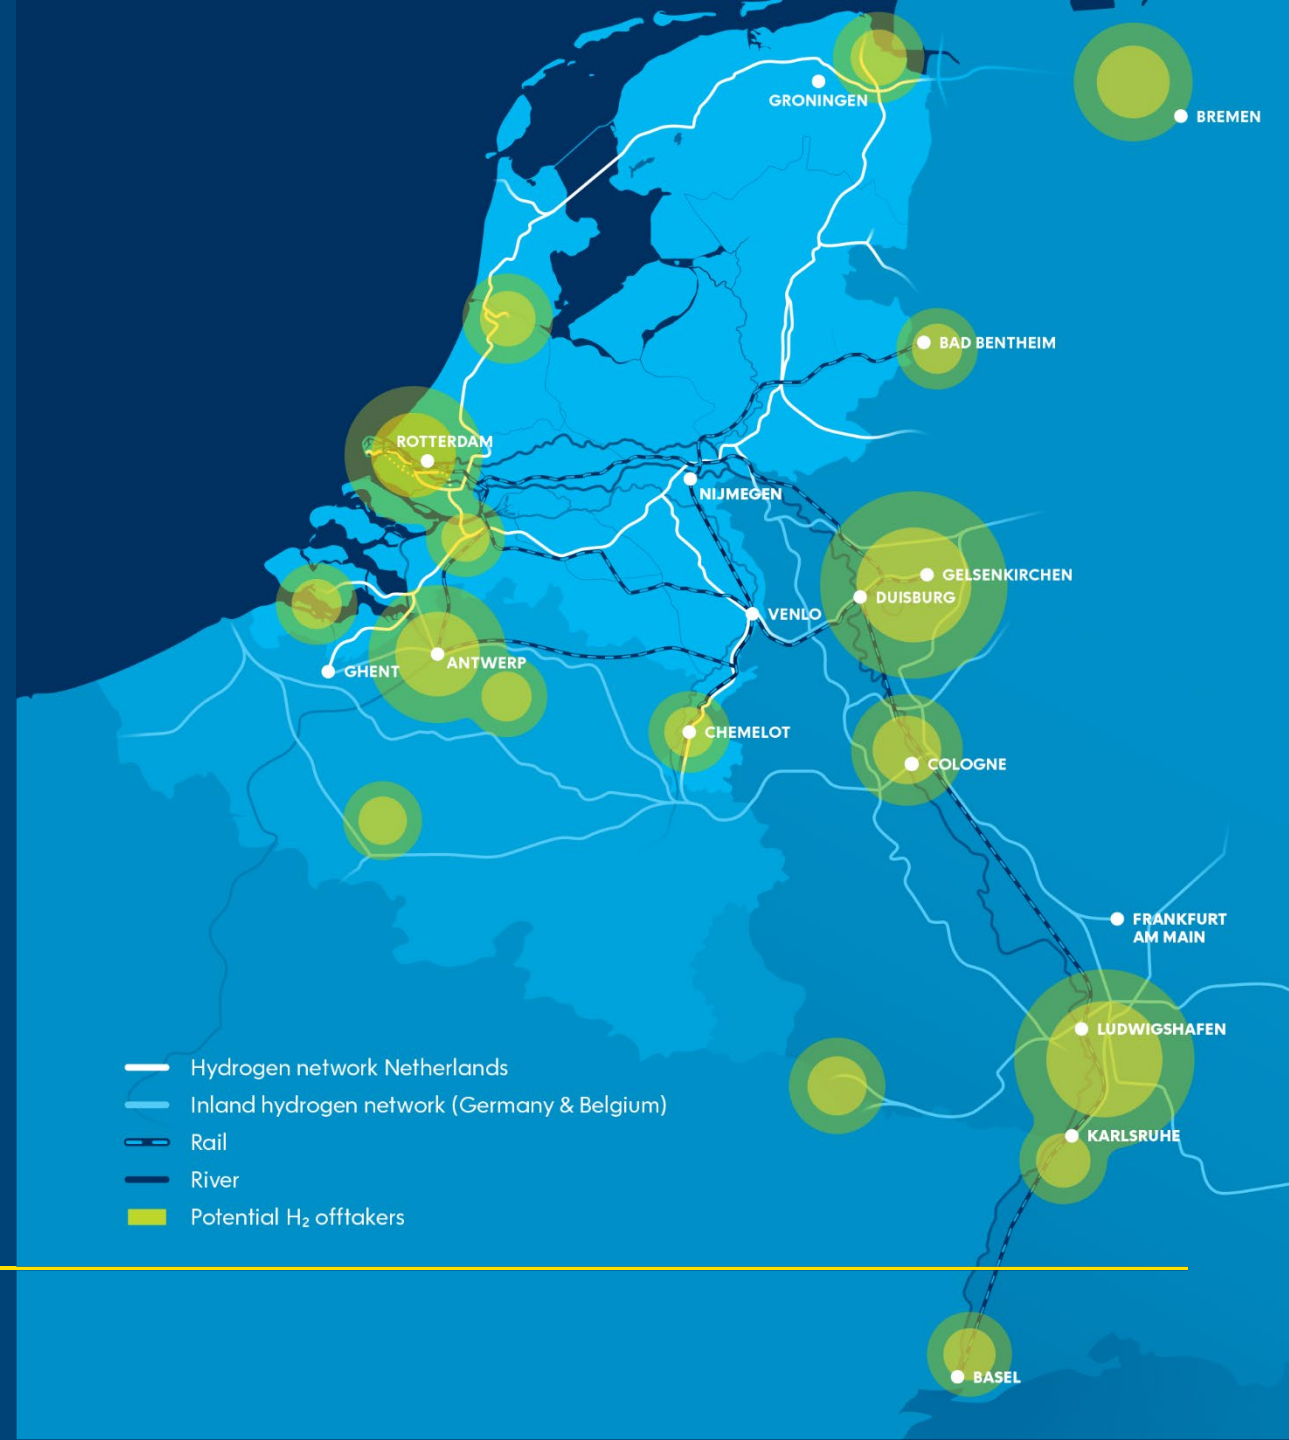 GRONINGEN
BREMEN
BAD BENTHEIM
ROTTERDAM
NIJMEGEN
GELSENKIRCHEN
DUISBURG
VENLO
ANTWERP
GHENT
CHEMELOT
COLOGNE
FRANKFURT
AM MAIN
LUDWIGSHAFEN
Hydrogen network Netherlands
Inland hydrogen network (Germany & Belgium)
Rail
River
Potential H₂ offtakers
KARLSRUHE
BASEL